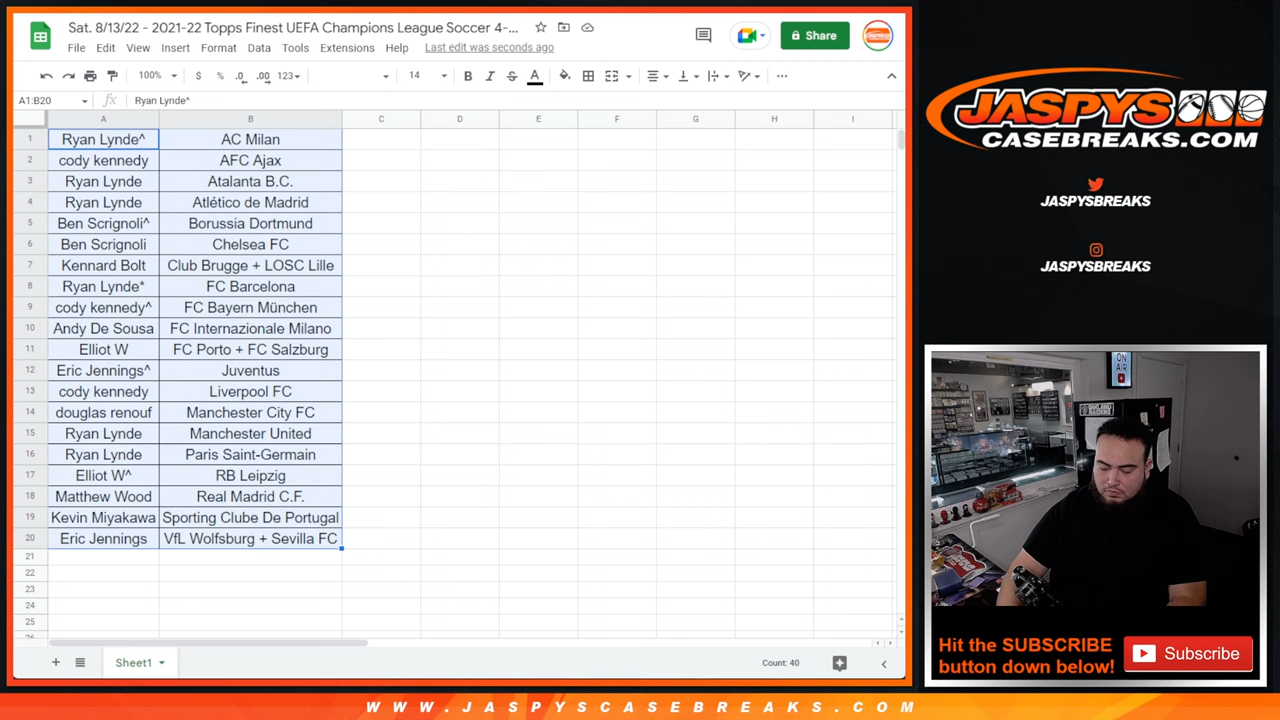 Sat. 8/13/22 - 2021-22 Topps Finest UEFA Champions League Soccer 4-...
File Edit View Insert Format Data Tools Extensions Help Last edit was seconds ago
Share
100% $ % .0 .00 123 14 B I S A
A1:B20 fx Ryan Lynde^
A B C D E F G H I
1 Ryan Lynde^ AC Milan
2 cody kennedy AFC Ajax
3 Ryan Lynde Atalanta B.C.
4 Ryan Lynde Atlético de Madrid
5 Ben Scrignoli^ Borussia Dortmund
6 Ben Scrignoli Chelsea FC
7 Kennard Bolt Club Brugge + LOSC Lille
8 Ryan Lynde* FC Barcelona
9 cody kennedy^ FC Bayern München
10 Andy De Sousa FC Internazionale Milano
11 Elliot W FC Porto + FC Salzburg
12 Eric Jennings^ Juventus
13 cody kennedy Liverpool FC
14 douglas renouf Manchester City FC
15 Ryan Lynde Manchester United
16 Ryan Lynde Paris Saint-Germain
17 Elliot W^ RB Leipzig
18 Matthew Wood Real Madrid C.F.
19 Kevin Miyakawa Sporting Clube De Portugal
20 Eric Jennings VfL Wolfsburg + Sevilla FC
21
22
23
24
25
Sheet1
Count: 40
JASPYS
CASEBREAKS.COM
JASPYSBREAKS
JASPYSBREAKS
ON
AIR
Hit the SUBSCRIBE
button down below!
Subscribe
WWW.JASPYSCASEBREAKS.COM